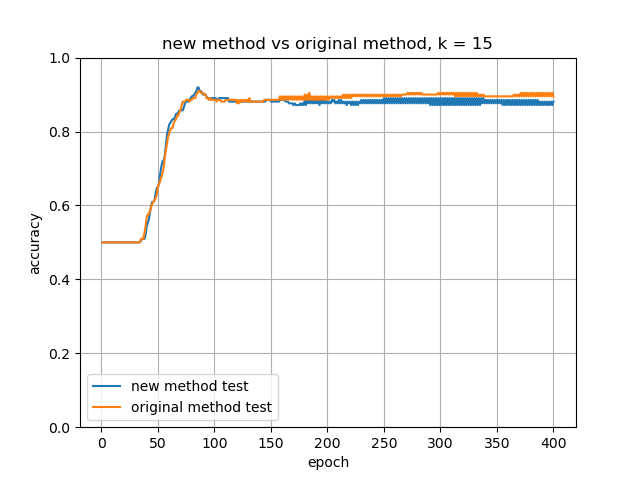 new method vs original method, k = 15
1.0
0.8
0.6
0.4
0.2
0.0
accuracy
new method test
original method test
0 50 100 150 200 250 300 350 400
epoch